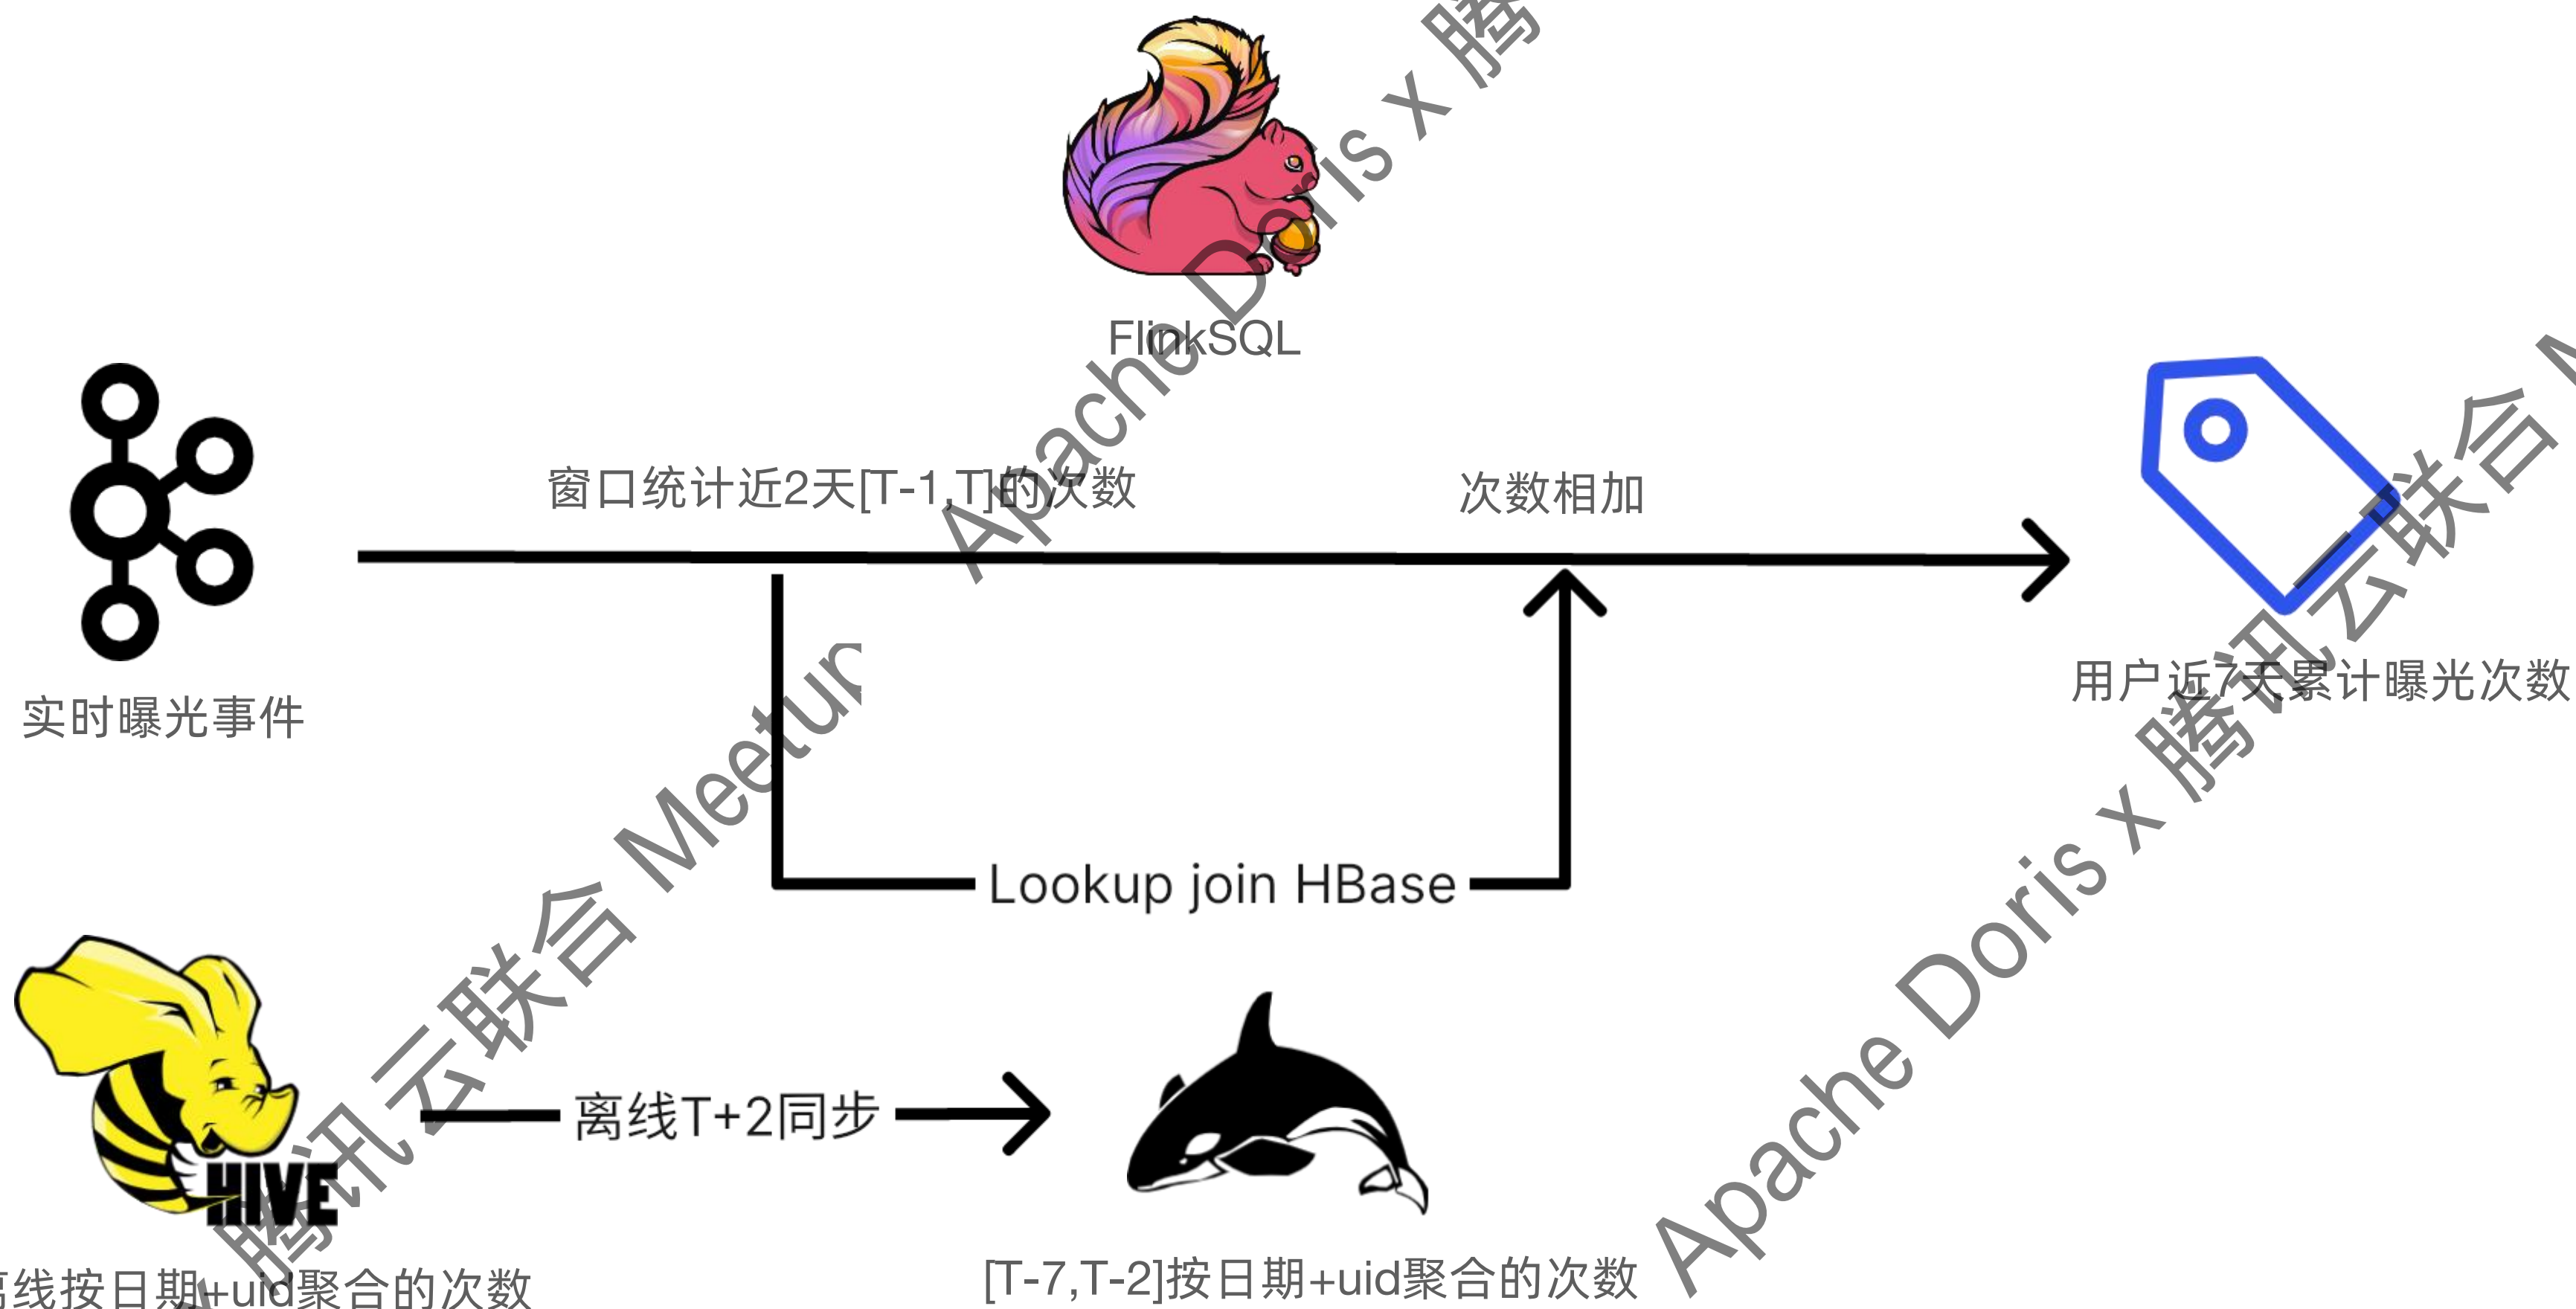 FlinkSQL
窗口统计近2天[T-1,T]的次数
次数相加
实时曝光事件
用户近7天累计曝光次数
Lookup join HBase
离线T+2同步
HIVE
离线按日期+uid聚合的次数
[T-7,T-2]按日期+uid聚合的次数
Apache Doris x 腾
腾讯云联合 Meetup
Apache Doris x 腾讯云联合 M